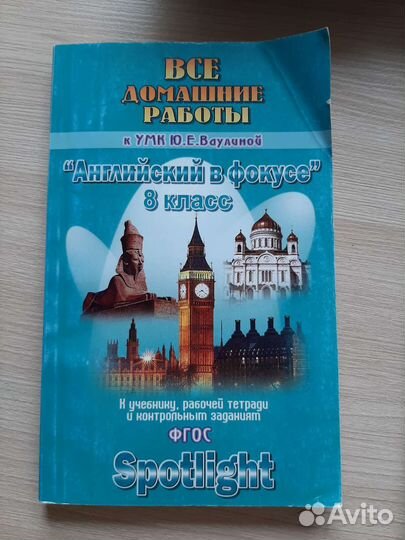 ВСЕ
ДОМАШНИЕ
РАБОТЫ
к УМК Ю.Е.Ваулиной
"Английский в фокусе"
8 класс
К учебнику, рабочей тетради
и контрольным заданиям
ФГОС
Spotlight
Avito